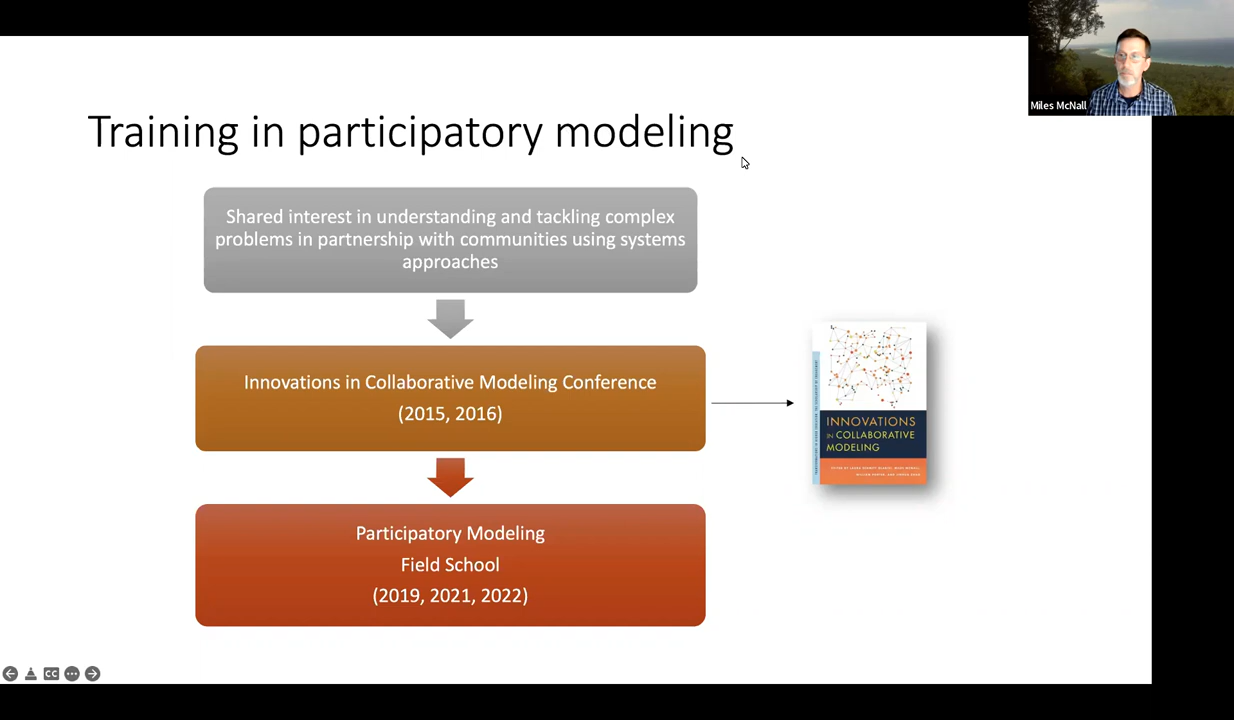 Miles McNall
Training in participatory modeling
Shared interest in understanding and tackling complex
problems in partnership with communities using systems
approaches
Innovations in Collaborative Modeling Conference
(2015, 2016)
INNOVATIONS
IN COLLABORATIVE
MODELING
Participatory Modeling
Field School
(2019, 2021, 2022)
CC